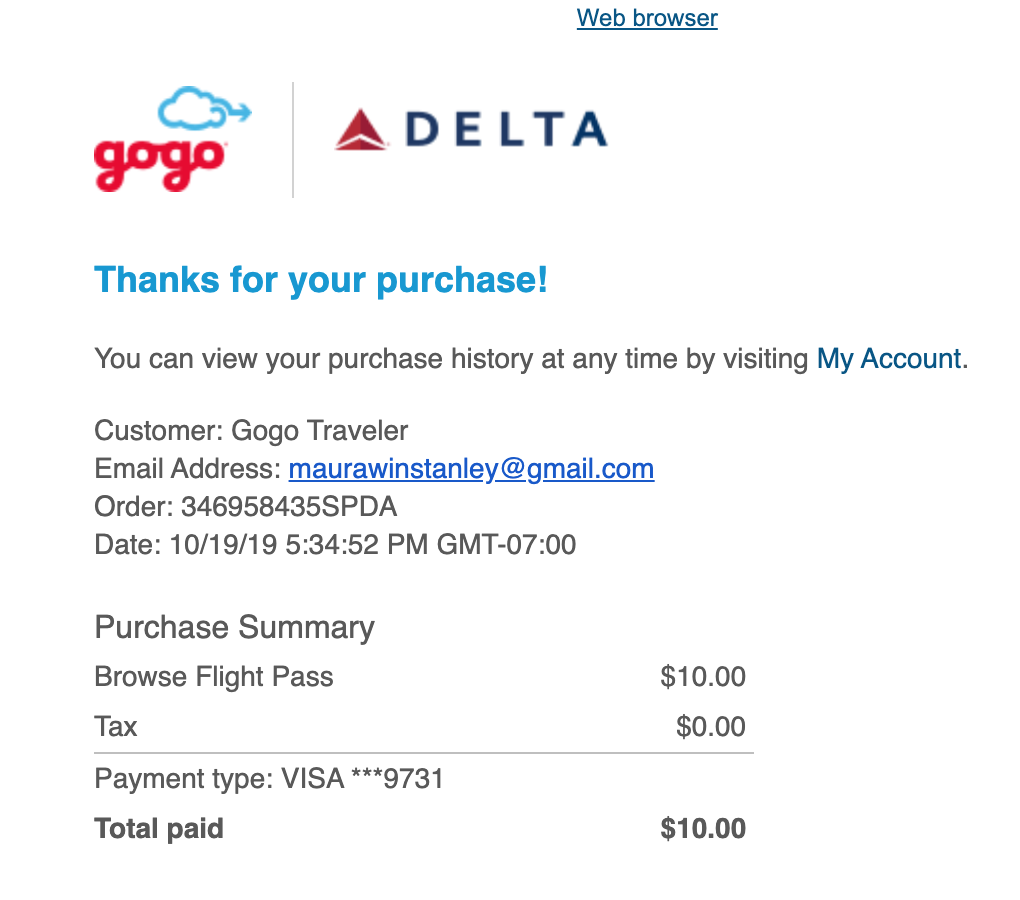 Web browser
gogo DELTA
Thanks for your purchase!
You can view your purchase history at any time by visiting My Account.
Customer: Gogo Traveler
Email Address: maurawinstanley@gmail.com
Order: 346958435SPDA
Date: 10/19/19 5:34:52 PM GMT-07:00
Purchase Summary
Browse Flight Pass $10.00
Tax $0.00
Payment type: VISA ***9731
Total paid $10.00